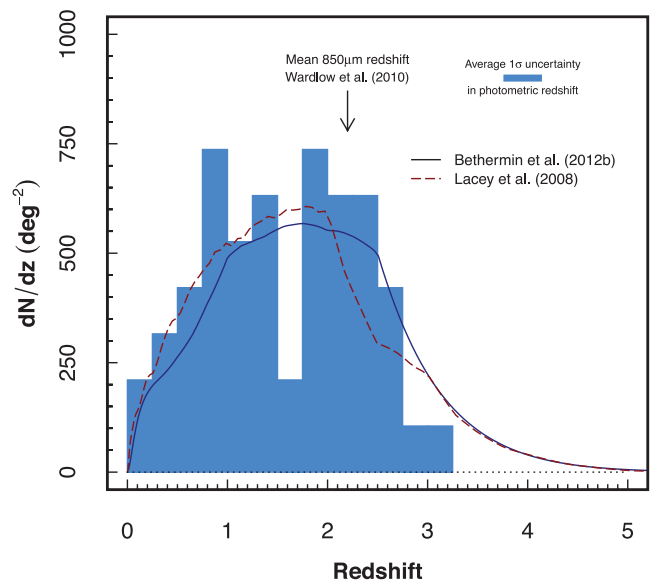 1000
750
500
250
0
dN/dz (deg⁻²)
Mean 850μm redshift
Wardlow et al. (2010)
Average 1σ uncertainty
in photometric redshift
Bethermin et al. (2012b)
Lacey et al. (2008)
0 1 2 3 4 5
Redshift